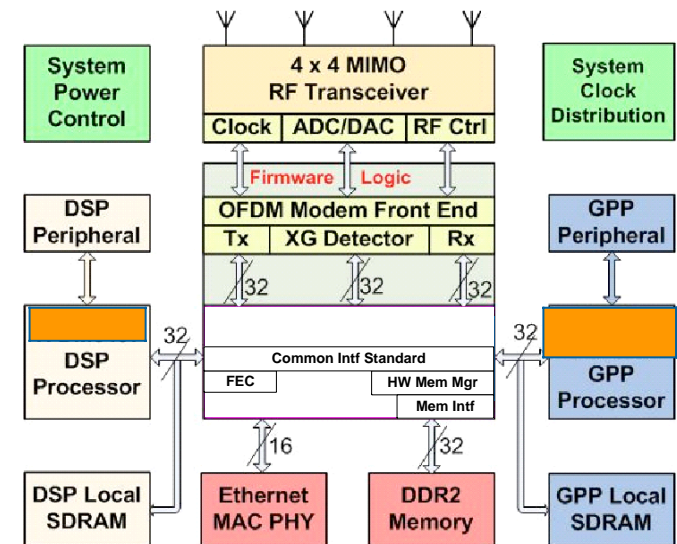 System
Power
Control
4 x 4 MIMO
RF Transceiver
Clock
ADC/DAC
RF Ctrl
System
Clock
Distribution
Firmware
Logic
DSP
Peripheral
OFDM Modem Front End
Tx
XG Detector
Rx
GPP
Peripheral
32
32
32
DSP
Processor
32
Common Intf Standard
FEC
HW Mem Mgr
Mem Intf
32
GPP
Processor
16
32
DSP Local
SDRAM
Ethernet
MAC PHY
DDR2
Memory
GPP Local
SDRAM